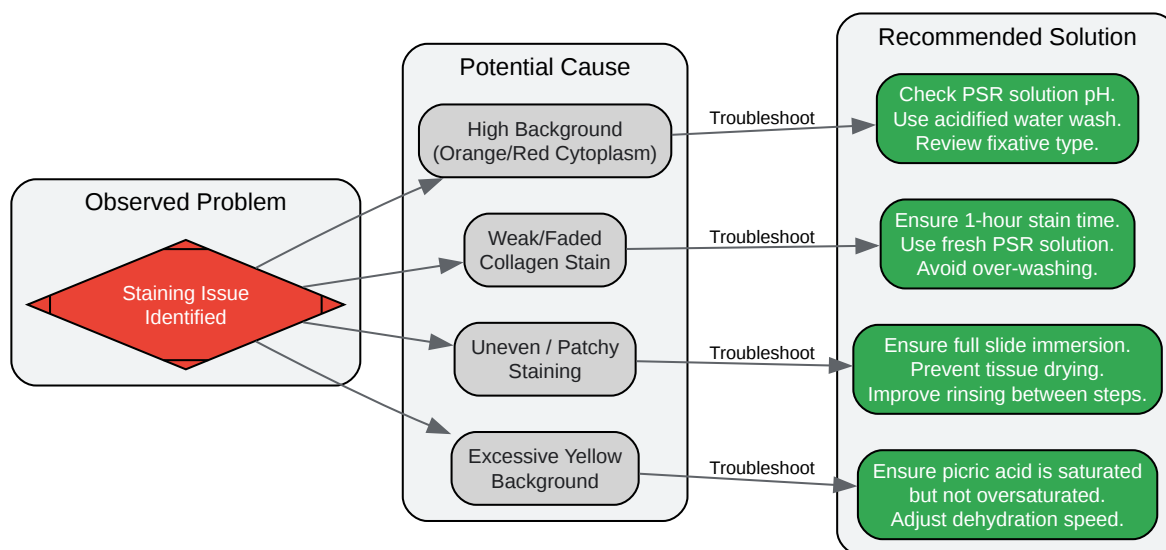 Observed Problem
Staining Issue
Identified
Potential Cause
High Background
(Orange/Red Cytoplasm)
Weak/Faded
Collagen Stain
Uneven / Patchy
Staining
Excessive Yellow
Background
Troubleshoot
Troubleshoot
Troubleshoot
Troubleshoot
Recommended Solution
Check PSR solution pH.
Use acidified water wash.
Review fixative type.
Ensure 1-hour stain time.
Use fresh PSR solution.
Avoid over-washing.
Ensure full slide immersion.
Prevent tissue drying.
Improve rinsing between steps.
Ensure picric acid is saturated
but not oversaturated.
Adjust dehydration speed.